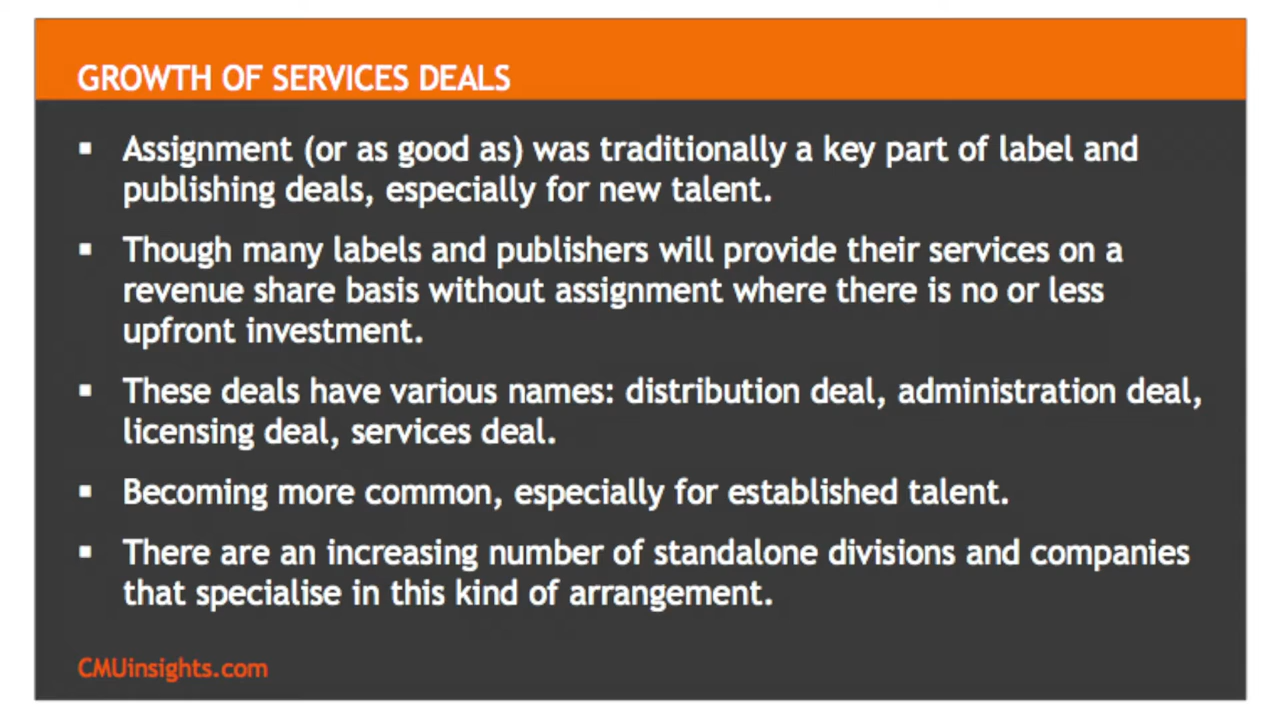 GROWTH OF SERVICES DEALS
▪ Assignment (or as good as) was traditionally a key part of label and
publishing deals, especially for new talent.
▪ Though many labels and publishers will provide their services on a
revenue share basis without assignment where there is no or less
upfront investment.
▪ These deals have various names: distribution deal, administration deal,
licensing deal, services deal.
▪ Becoming more common, especially for established talent.
▪ There are an increasing number of standalone divisions and companies
that specialise in this kind of arrangement.
CMUinsights.com